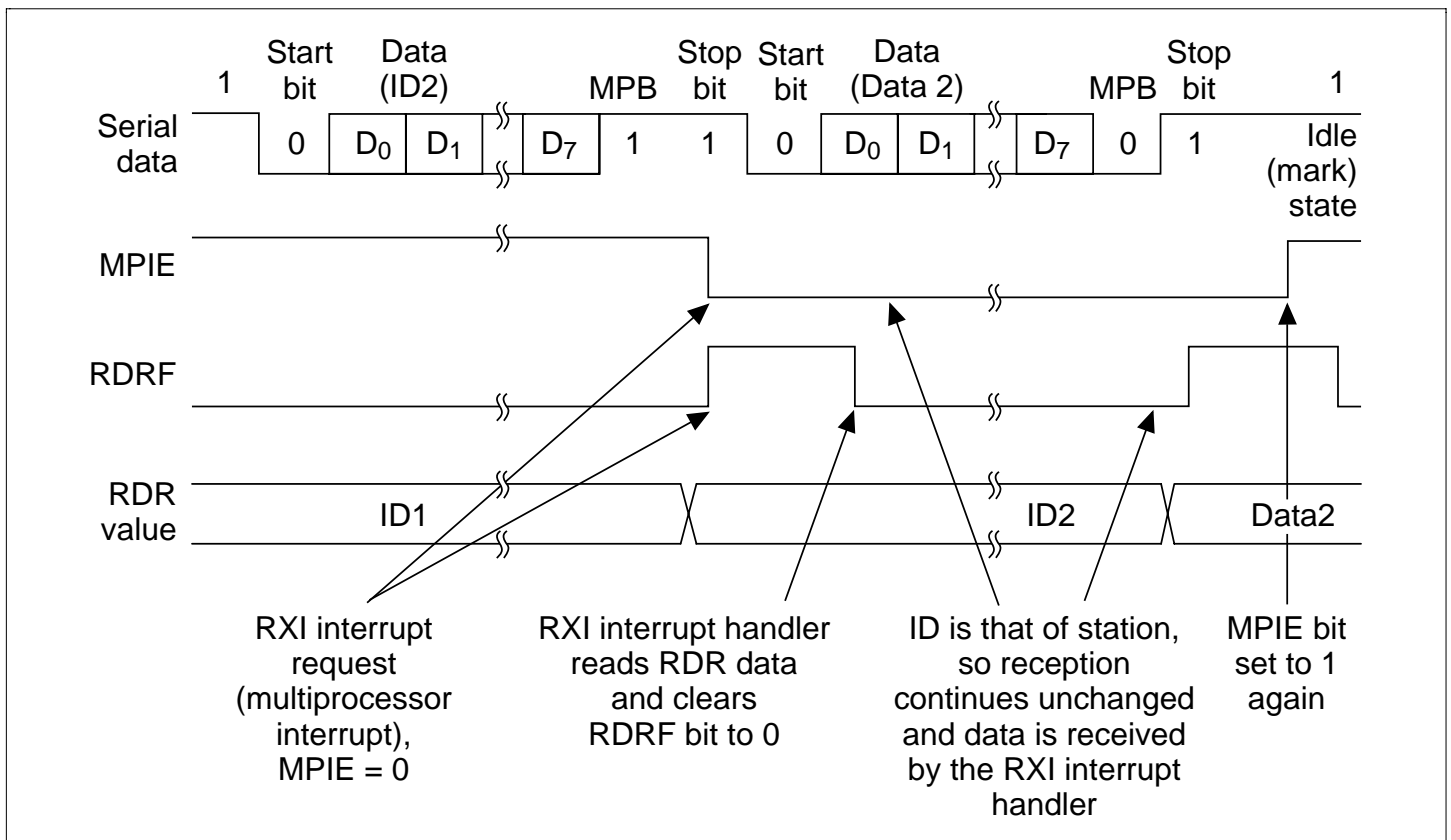 Start Data Stop Start Data Stop
1 bit (ID2) MPB bit bit (Data 2) MPB bit 1
Serial data
0 D0 D1 D7 1 1 0 D0 D1 D7 0 1
Idle
(mark)
state
MPIE
RDRF
RDR
value
ID1 ID2 Data2
RXI interrupt
request
(multiprocessor
interrupt),
MPIE = 0
RXI interrupt handler
reads RDR data
and clears
RDRF bit to 0
ID is that of station,
so reception
continues unchanged
and data is received
by the RXI interrupt
handler
MPIE bit
set to 1
again